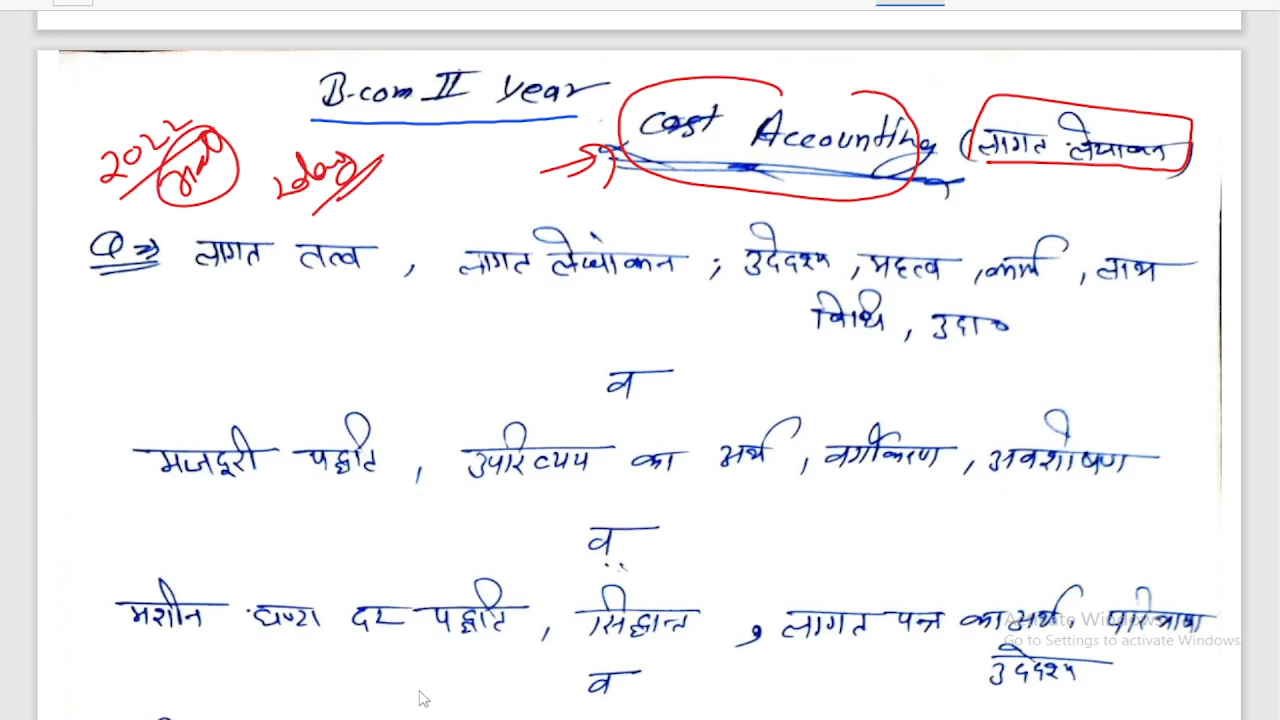 B.com II Year
Cost Accounting (लागत लेखांकन)
2022
Q ⇒ लागत तत्व , लागत लेखांकन ; उददेश्य , महत्व , कार्य , लाभ
विधि , उदा०
व
मजदूरी पद्धति , उपरिव्यय का अर्थ , वर्गीकरण , अवशोषण
व
मशीन घण्टा दर पद्धति , सिद्धान्त , लागत पत्र का अर्थ , परिभाषा
उददेश्य
व
Activate Windows
Go to Settings to activate Windows.